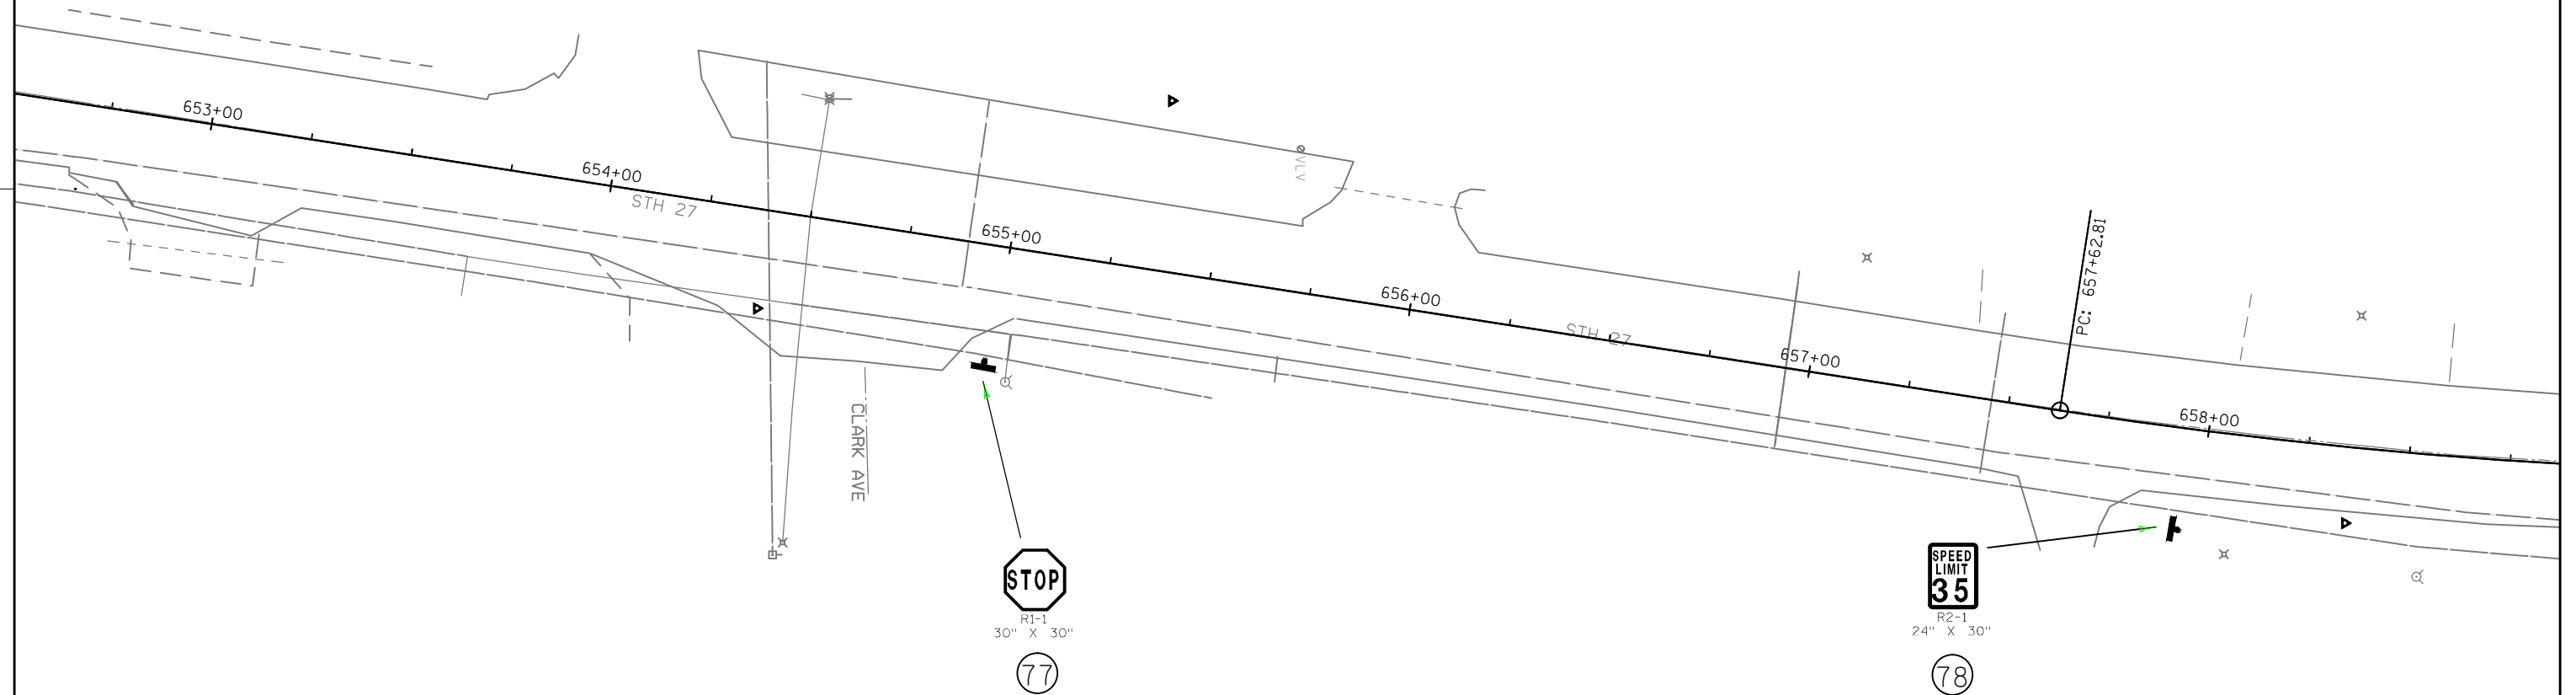 653+00
654+00
STH 27
655+00
VLV
656+00
STH 27
657+00
PC: 657+62.81
658+00
CLARK AVE
STOP
R1-1
30" X 30"
77
SPEED
LIMIT
35
R2-1
24" X 30"
78